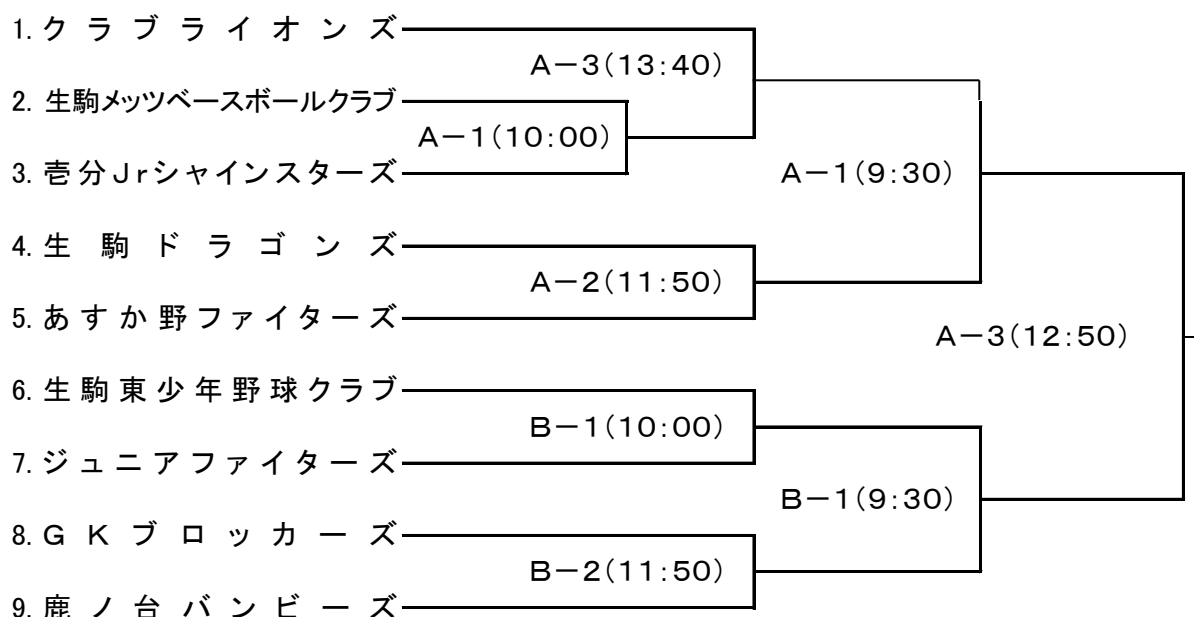 1. クラブライオンズ
A－3(13:40)
2. 生駒メッツベースボールクラブ
A－1(10:00)
3. 壱分Jrシャインスターズ
A－1(9:30)
4. 生駒ドラゴンズ
A－2(11:50)
5. あすか野ファイターズ
A－3(12:50)
6. 生駒東少年野球クラブ
B－1(10:00)
7. ジュニアファイターズ
B－1(9:30)
8. GKブロッカーズ
B－2(11:50)
9. 鹿ノ台バンビーズ